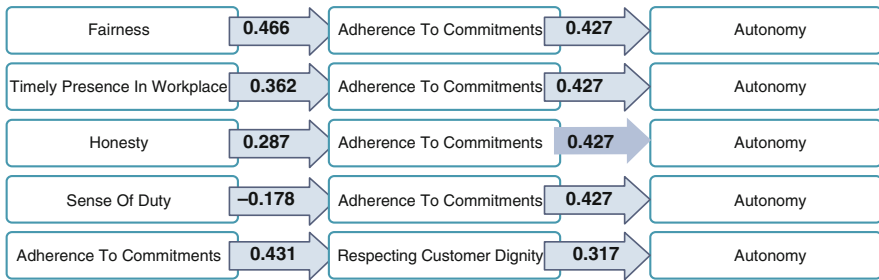 Fairness 0.466 Adherence To Commitments 0.427 Autonomy
Timely Presence In Workplace 0.362 Adherence To Commitments 0.427 Autonomy
Honesty 0.287 Adherence To Commitments 0.427 Autonomy
Sense Of Duty –0.178 Adherence To Commitments 0.427 Autonomy
Adherence To Commitments 0.431 Respecting Customer Dignity 0.317 Autonomy